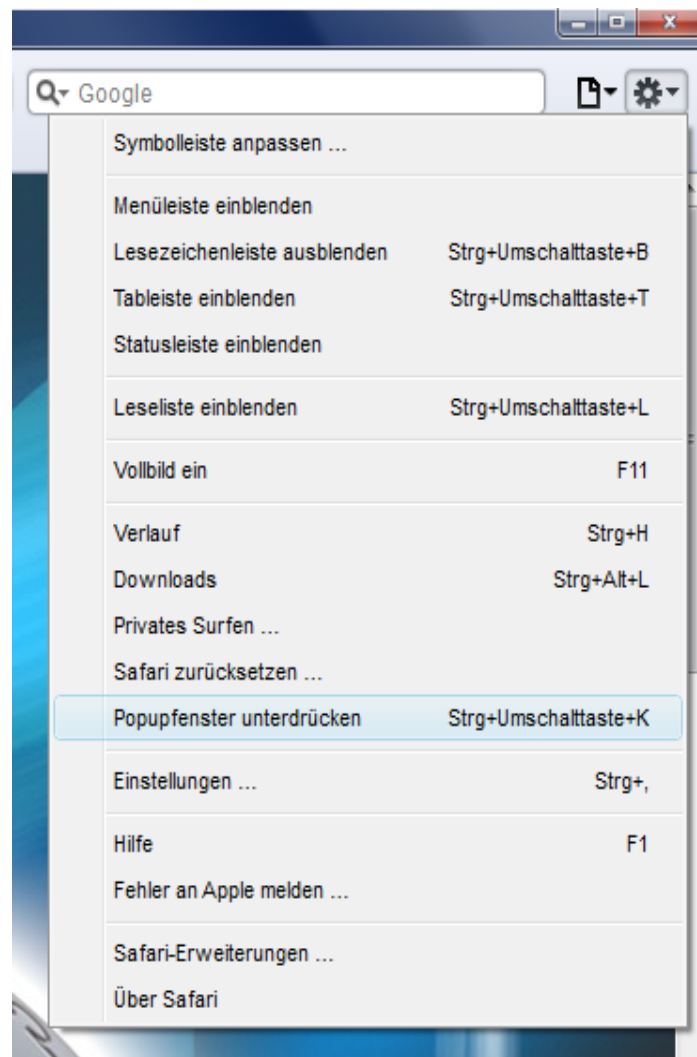 Google
Symbolleiste anpassen ...
Menüleiste einblenden
Lesezeichenleiste ausblenden Strg+Umschalttaste+B
Tableiste einblenden Strg+Umschalttaste+T
Statusleiste einblenden
Leseliste einblenden Strg+Umschalttaste+L
Vollbild ein F11
Verlauf Strg+H
Downloads Strg+Alt+L
Privates Surfen ...
Safari zurücksetzen ...
Popupfenster unterdrücken Strg+Umschalttaste+K
Einstellungen ... Strg+,
Hilfe F1
Fehler an Apple melden ...
Safari-Erweiterungen ...
Über Safari